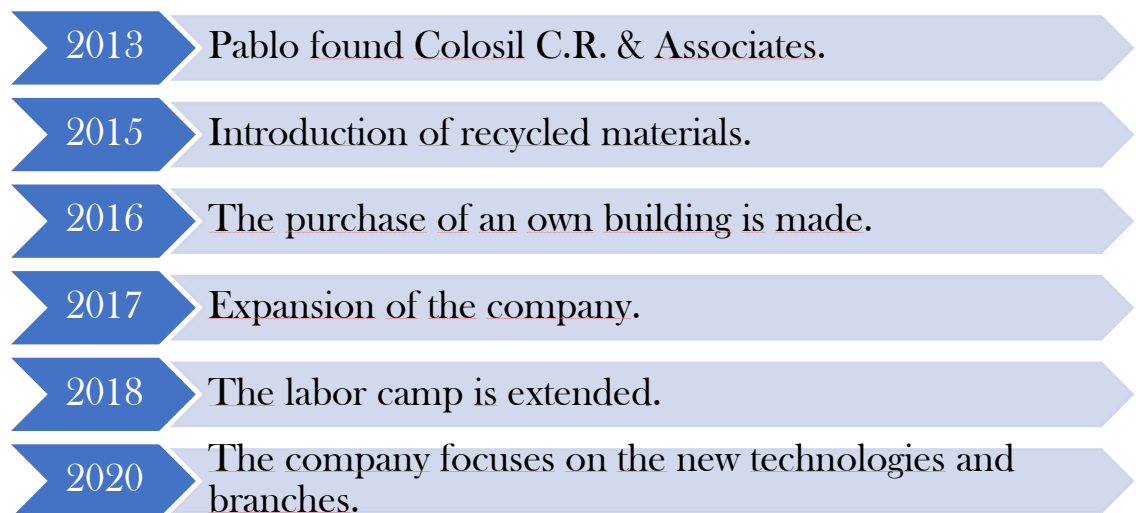 2013
Pablo found Colosil C.R. & Associates.
2015
Introduction of recycled materials.
2016
The purchase of an own building is made.
2017
Expansion of the company.
2018
The labor camp is extended.
2020
The company focuses on the new technologies and
branches.